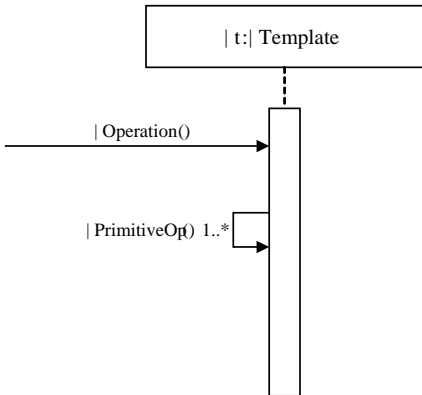 | t:| Template
| Operation()
| PrimitiveOp() 1..*